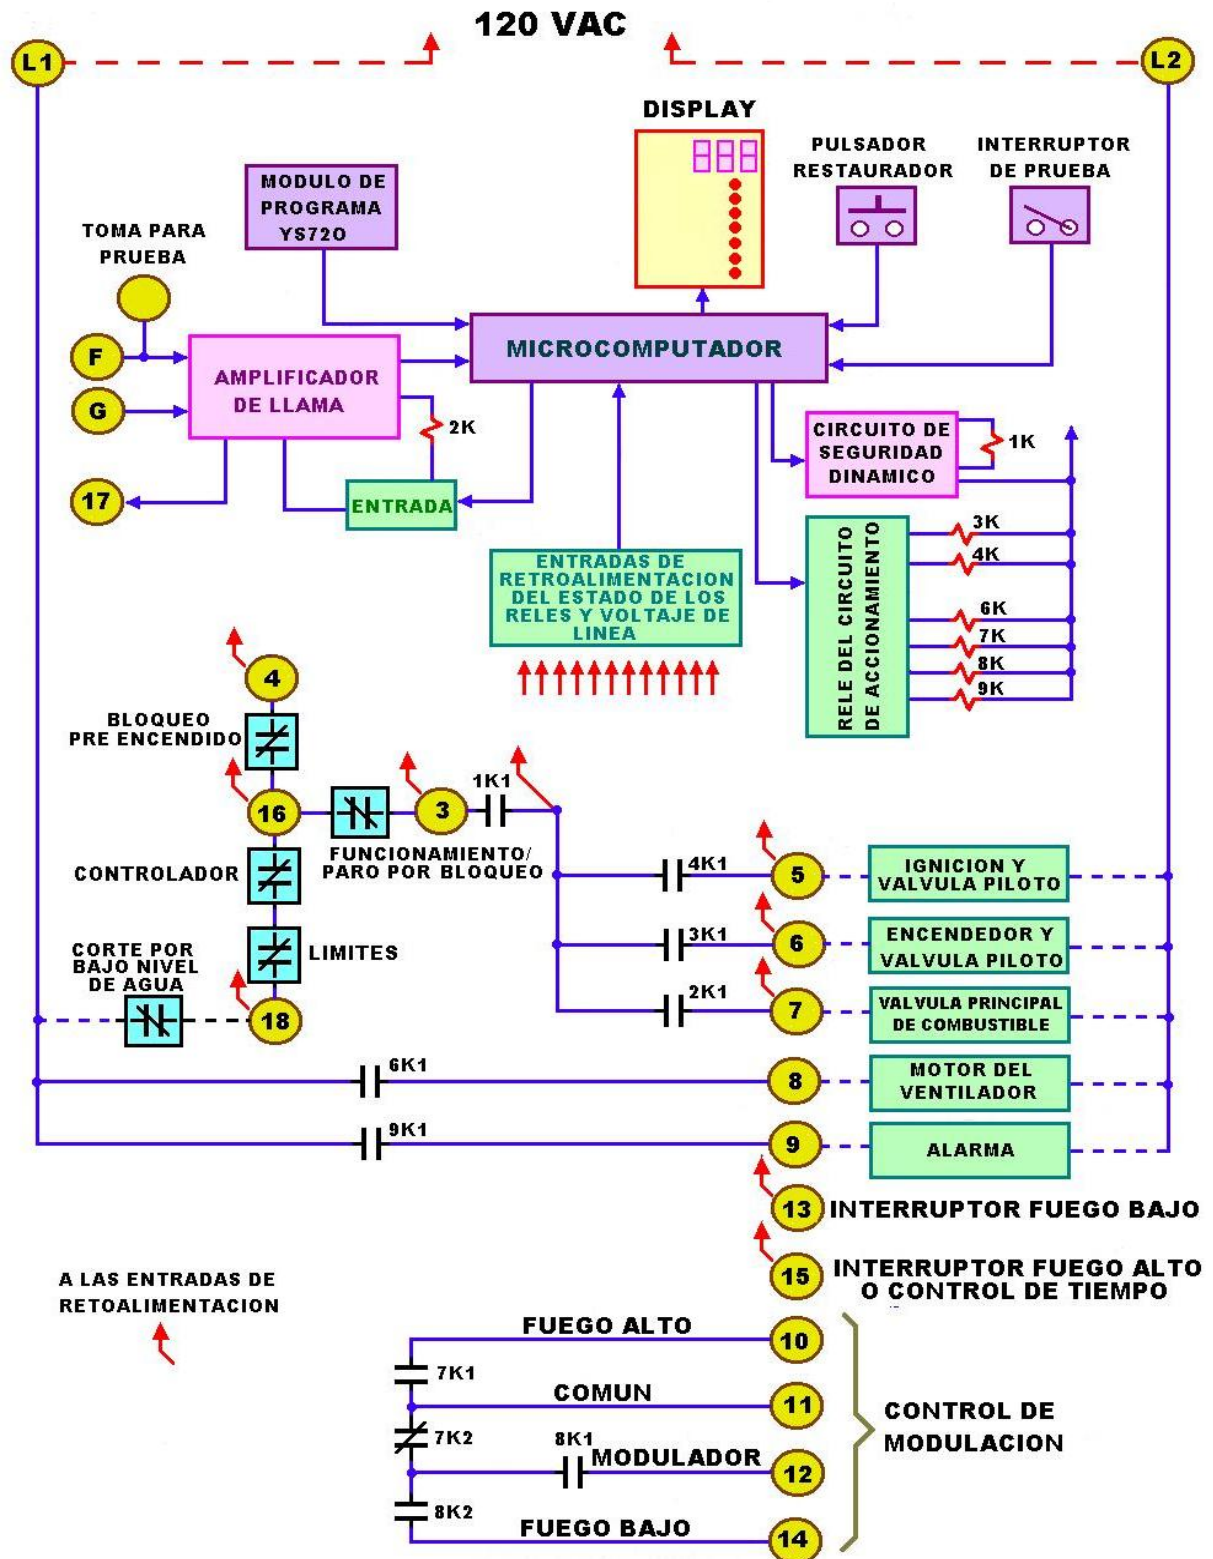 120 VAC
L1
L2
DISPLAY
PULSADOR
RESTAURADOR
INTERRUPTOR
DE PRUEBA
MODULO DE
PROGRAMA
YS720
TOMA PARA
PRUEBA
MICROCOMPUTADOR
F
G
AMPLIFICADOR
DE LLAMA
2K
17
ENTRADA
CIRCUITO DE
SEGURIDAD
DINAMICO
1K
ENTRADAS DE
RETROALIMENTACION
DEL ESTADO DE LOS
RELES Y VOLTAJE DE
LINEA
RELE DEL CIRCUITO
DE ACCIONAMIENTO
3K
4K
6K
7K
8K
9K
4
BLOQUEO
PRE ENCENDIDO
16
3
1K1
FUNCIONAMIENTO/
PARO POR BLOQUEO
CONTROLADOR
LIMITES
CORTE POR
BAJO NIVEL
DE AGUA
18
4K1
5
IGNICION Y
VALVULA PILOTO
3K1
6
ENCENDEDOR Y
VALVULA PILOTO
2K1
7
VALVULA PRINCIPAL
DE COMBUSTIBLE
6K1
8
MOTOR DEL
VENTILADOR
9K1
9
ALARMA
13
INTERRUPTOR FUEGO BAJO
15
INTERRUPTOR FUEGO ALTO
O CONTROL DE TIEMPO
A LAS ENTRADAS DE
RETOALIMENTACION
FUEGO ALTO
10
7K1
COMUN
11
7K2
8K1
MODULADOR
12
8K2
FUEGO BAJO
14
CONTROL DE
MODULACION